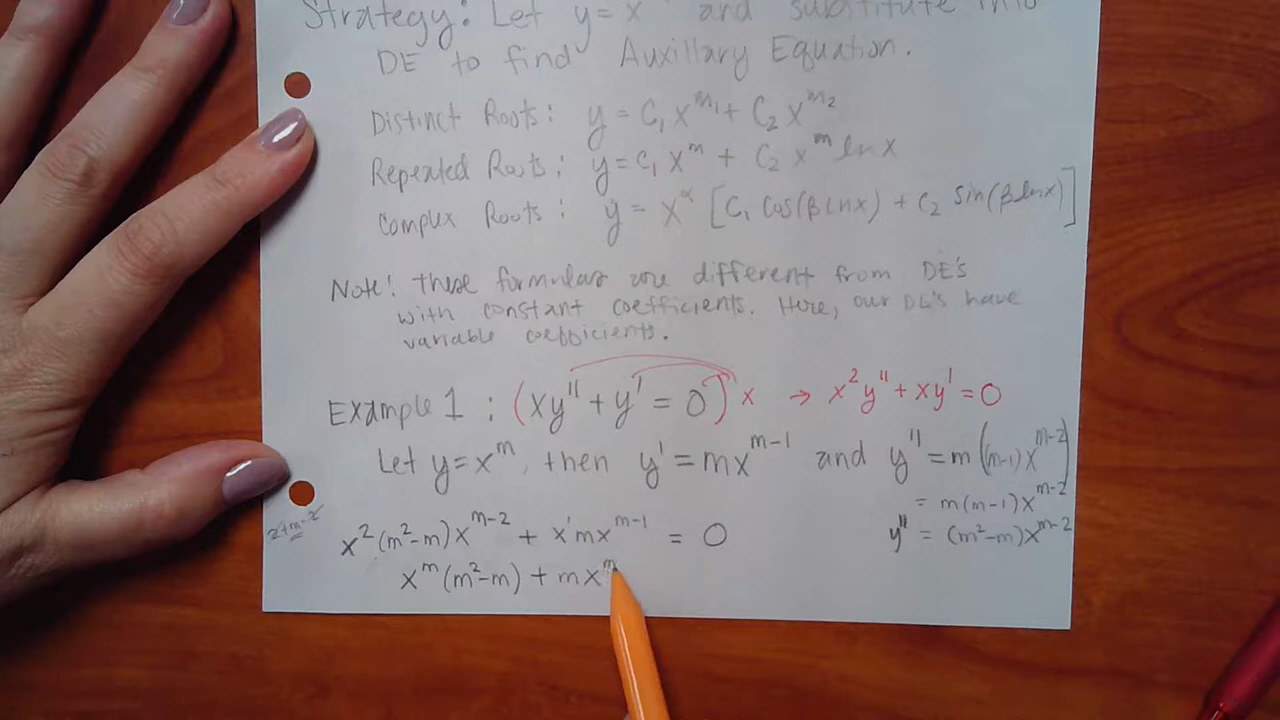 Strategy: Let y = x and substitute into
DE to find Auxillary Equation.
Distinct Roots: y = C₁x^m₁ + C₂x^m₂
Repeated Roots: y = C₁x^m + C₂x^m ln x
Complex Roots: y = x^α [C₁ cos(β ln x) + C₂ sin(β ln x)]
Note! these formulas are different from DE's
with constant coefficients. Here, our DE's have
variable coefficients.
Example 1 : (xy'' + y' = 0)x → x²y'' + xy' = 0
Let y = x^m, then y' = mx^(m-1) and y'' = m((m-1)x^(m-2))
= m(m-1)x^(m-2)
y'' = (m²-m)x^(m-2)
2+m-2
x²(m²-m)x^(m-2) + x'mx^(m-1) = 0
x^m(m²-m) + mx^m